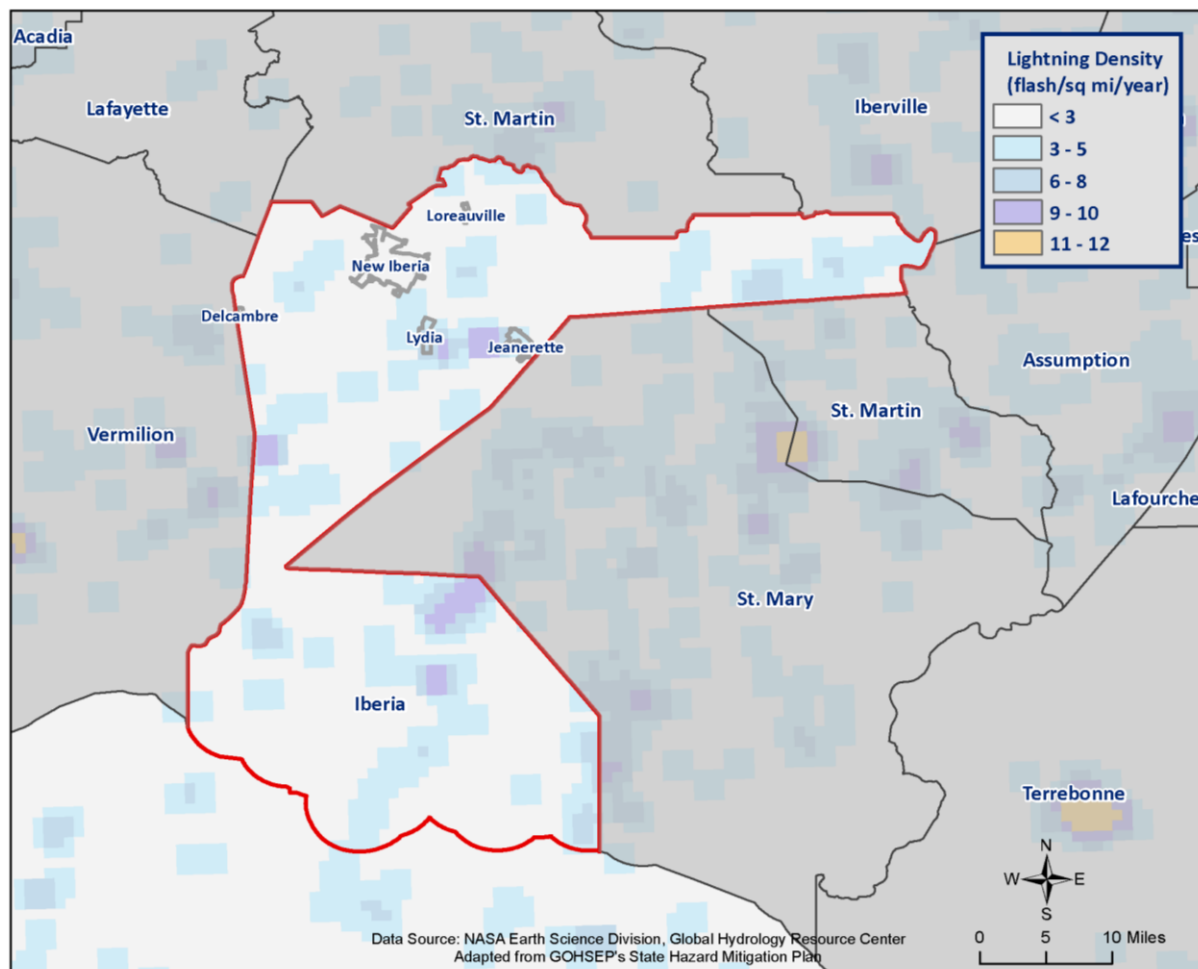 Acadia
Lafayette
St. Martin
Iberville
Lightning Density
(flash/sq mi/year)
< 3
3 - 5
6 - 8
9 - 10
11 - 12
Loreauville
New Iberia
Delcambre
Lydia
Jeanerette
Assumption
St. Martin
Vermilion
Lafourche
St. Mary
Iberia
Terrebonne
N
W
E
S
Data Source: NASA Earth Science Division, Global Hydrology Resource Center
Adapted from GOHSEP's State Hazard Mitigation Plan
0 5 10 Miles